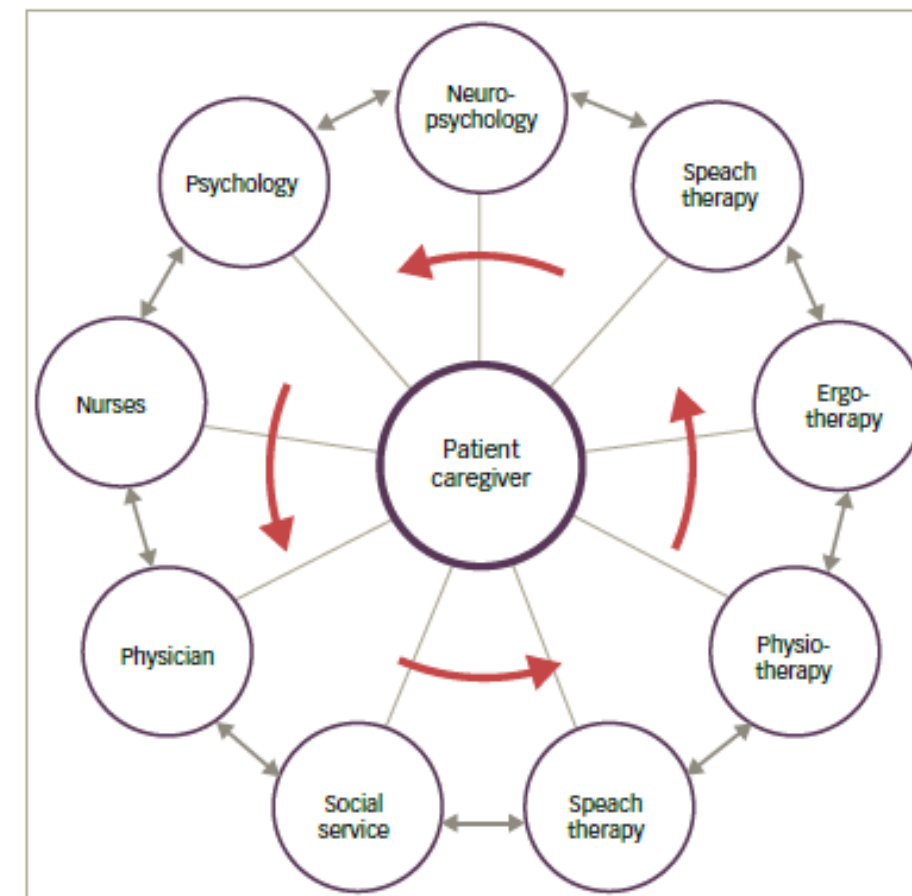 Neuro-
psychology
Speach
therapy
Ergo-
therapy
Physio-
therapy
Speach
therapy
Social
service
Physician
Nurses
Psychology
Patient
caregiver